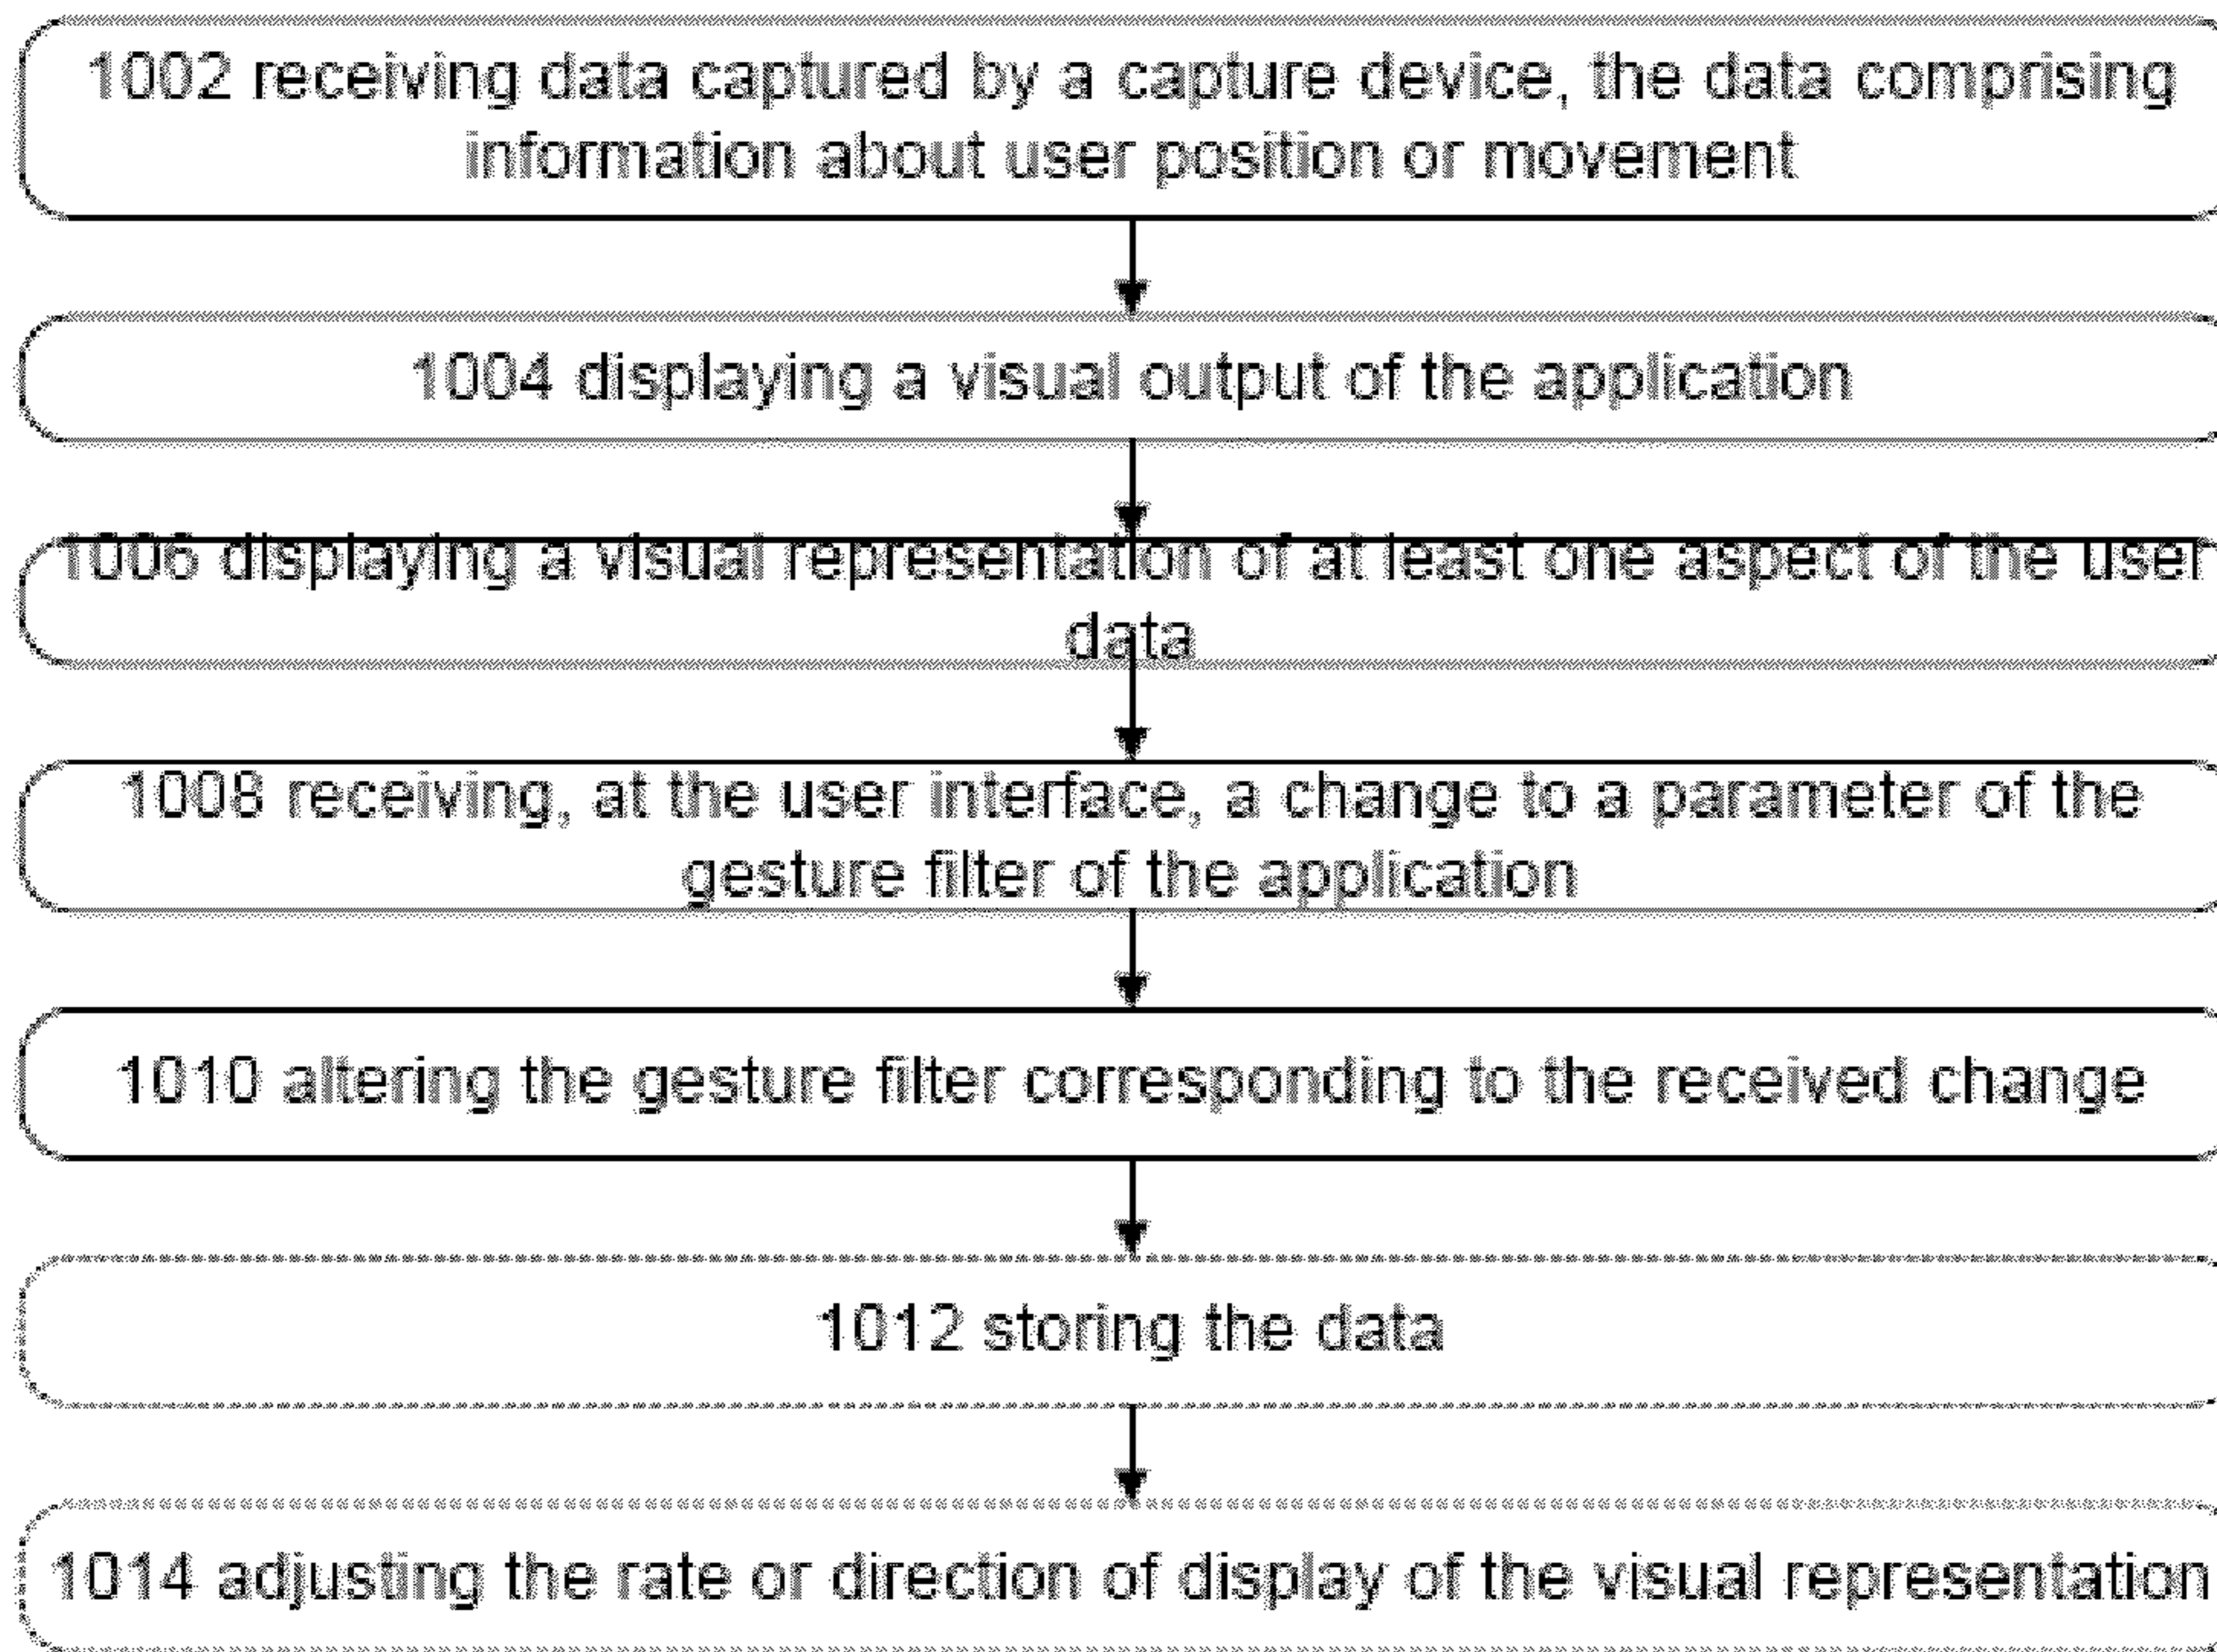 1002 receiving data captured by a capture device, the data comprising
information about user position or movement
1004 displaying a visual output of the application
1006 displaying a visual representation of at least one aspect of the user
data
1008 receiving, at the user interface, a change to a parameter of the
gesture filter of the application
1010 altering the gesture filter corresponding to the received change
1012 storing the data
1014 adjusting the rate or direction of display of the visual representation